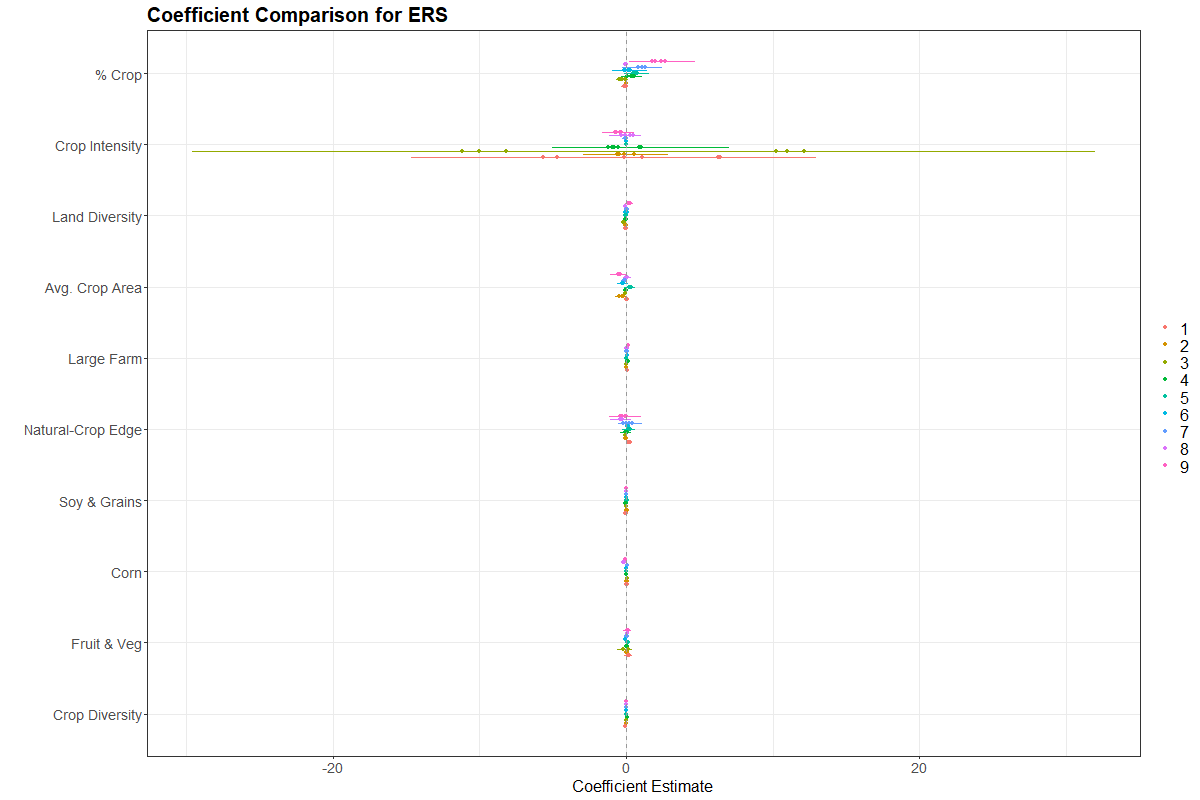 Coefficient Comparison for ERS
% Crop
Crop Intensity
Land Diversity
Avg. Crop Area
Large Farm
Natural-Crop Edge
Soy & Grains
Corn
Fruit & Veg
Crop Diversity
-20 0 20
Coefficient Estimate
1
2
3
4
5
6
7
8
9